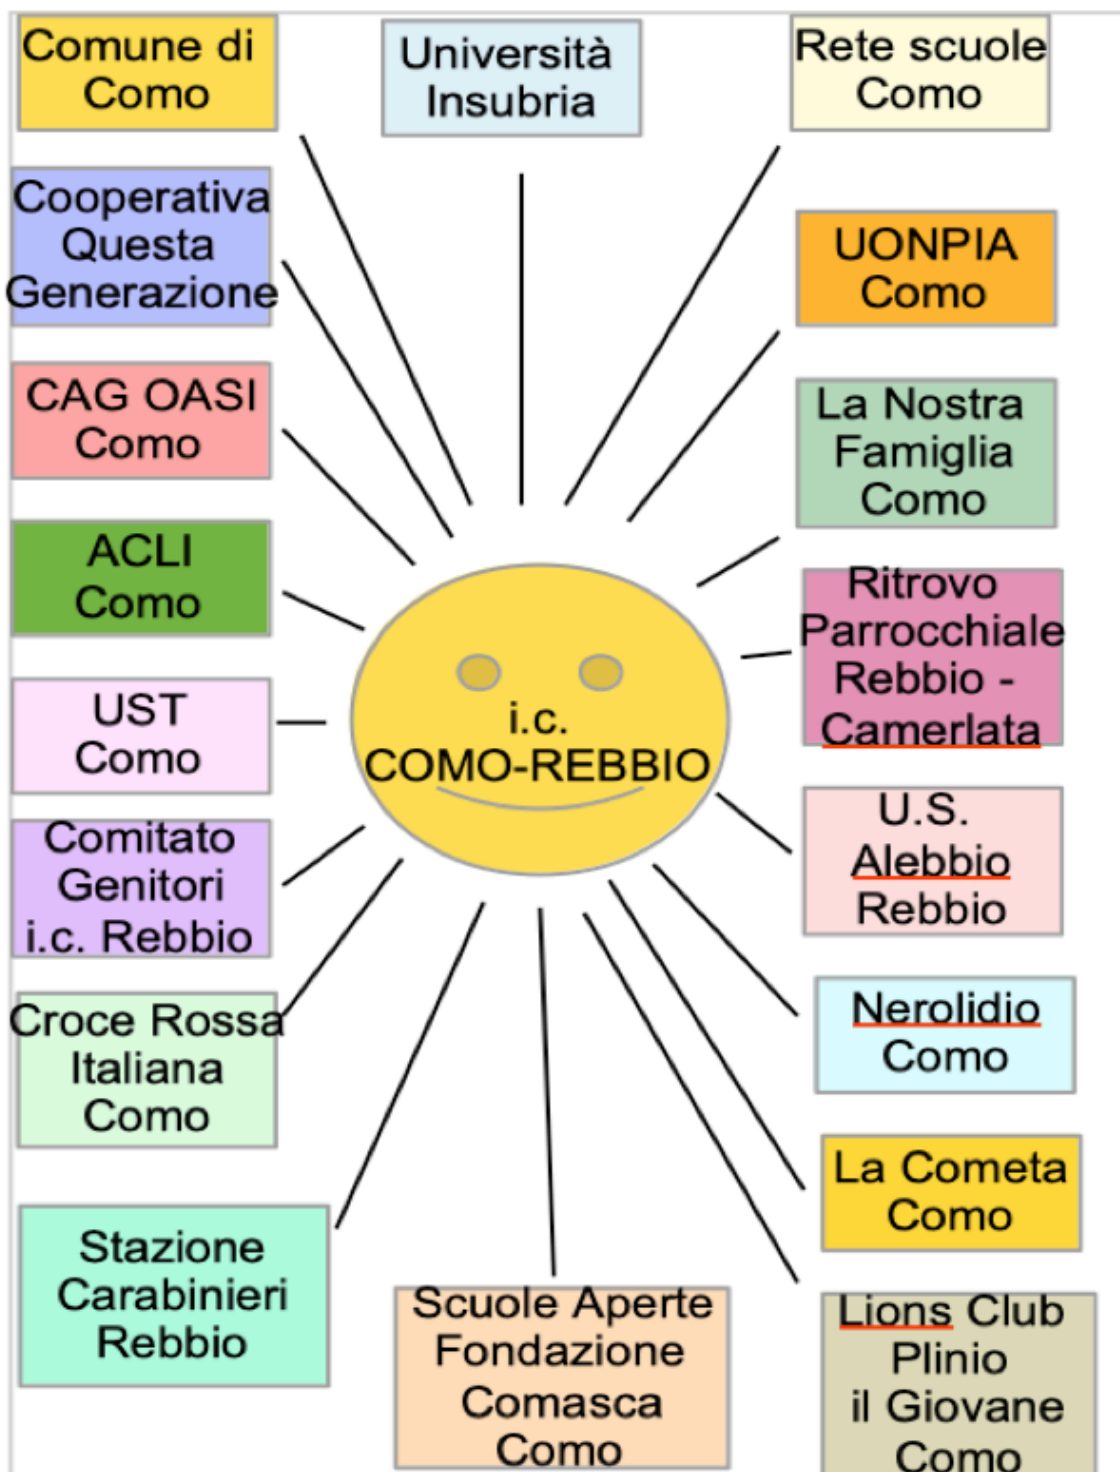 Comune di
Como
Università
Insubria
Rete scuole
Como
Cooperativa
Questa
Generazione
UONPIA
Como
CAG OASI
Como
La Nostra
Famiglia
Como
ACLI
Como
Ritrovo
Parrocchiale
Rebbio -
Camerlata
UST
Como
i.c.
COMO-REBBIO
U.S.
Alebbio
Rebbio
Comitato
Genitori
i.c. Rebbio
Nerolidio
Como
Croce Rossa
Italiana
Como
La Cometa
Como
Stazione
Carabinieri
Rebbio
Scuole Aperte
Fondazione
Comasca
Como
Lions Club
Plinio
il Giovane
Como